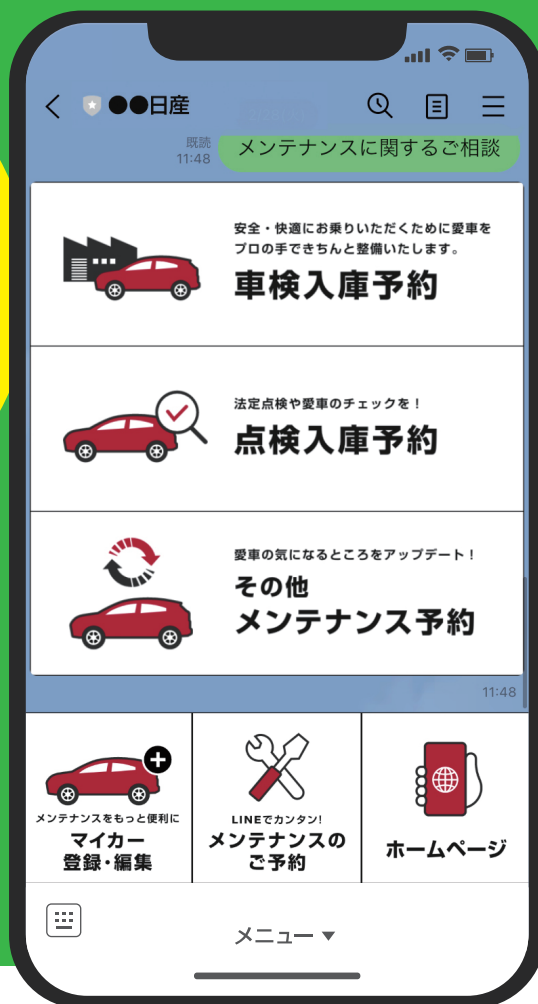 ●●日産
既読
11:48
メンテナンスに関するご相談
安全・快適にお乗りいただくために愛車を
プロの手できちんと整備いたします。
車検入庫予約
法定点検や愛車のチェックを！
点検入庫予約
愛車の気になるところをアップデート！
その他
メンテナンス予約
11:48
メンテナンスをもっと便利に
マイカー
登録・編集
LINEでカンタン!
メンテナンスの
ご予約
ホームページ
メニュー ▾